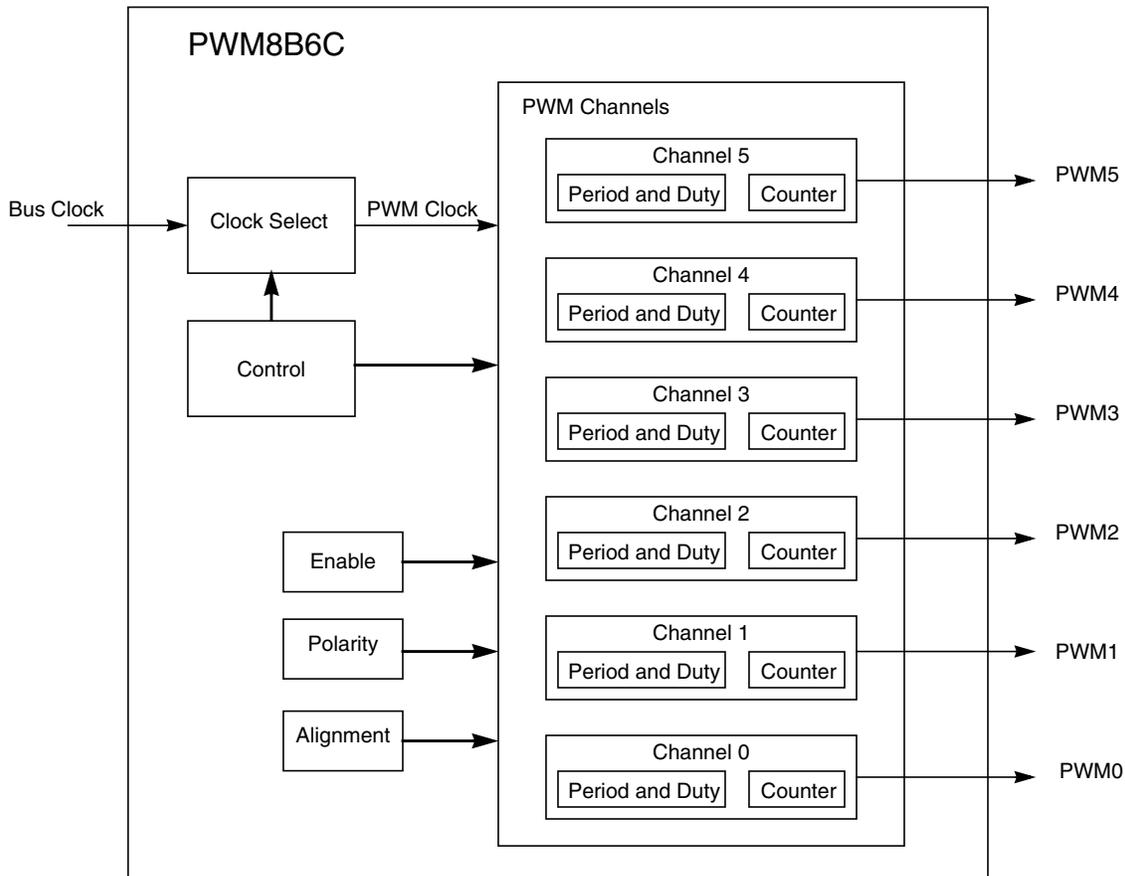 PWM8B6C
PWM Channels
Channel 5
Period and Duty
Counter
PWM5
Bus Clock
Clock Select
PWM Clock
Channel 4
Period and Duty
Counter
PWM4
Control
Channel 3
Period and Duty
Counter
PWM3
Channel 2
Period and Duty
Counter
PWM2
Enable
Channel 1
Period and Duty
Counter
PWM1
Polarity
Alignment
Channel 0
Period and Duty
Counter
PWM0